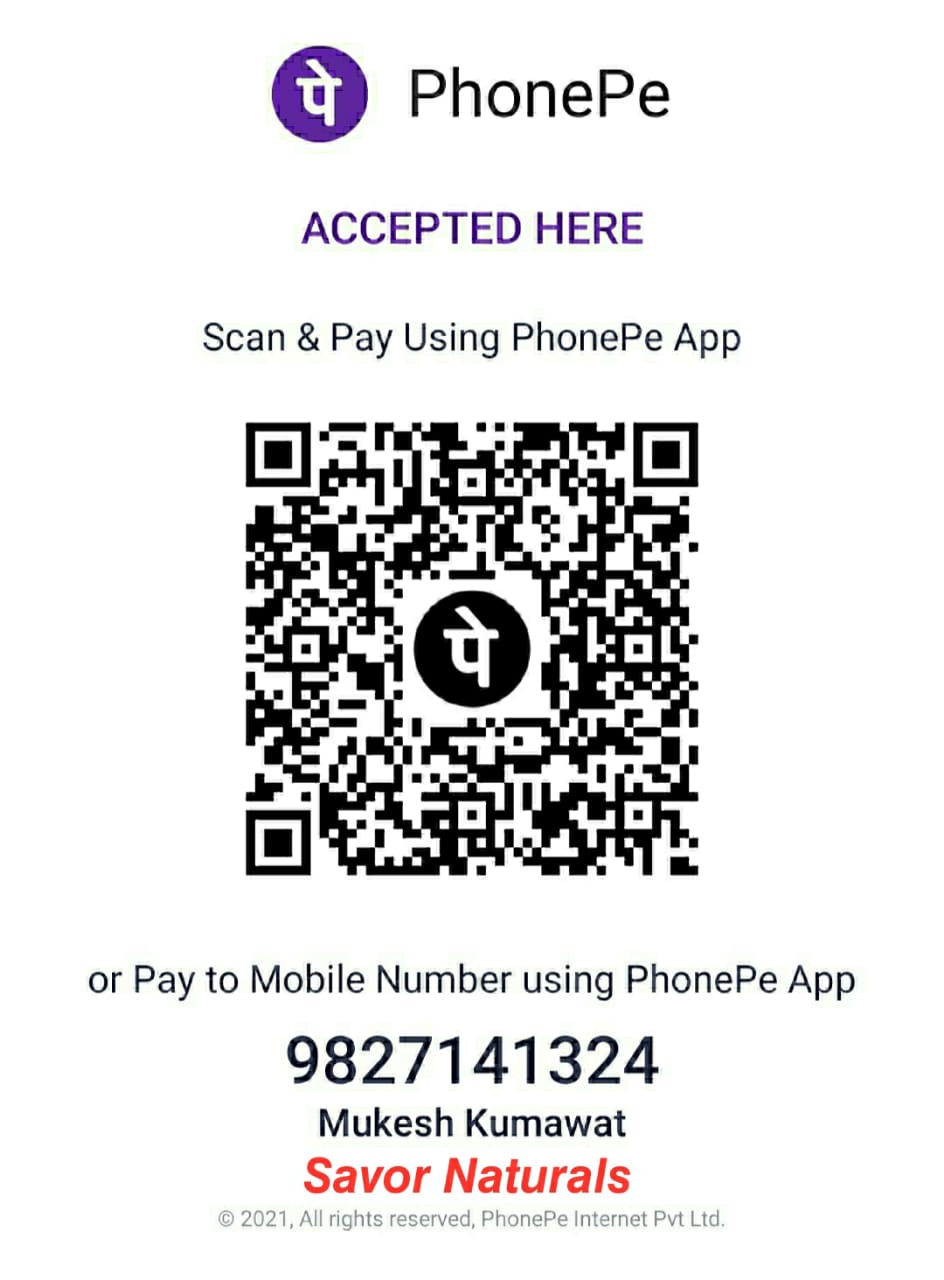 पे PhonePe
ACCEPTED HERE
Scan & Pay Using PhonePe App
पे
or Pay to Mobile Number using PhonePe App
9827141324
Mukesh Kumawat
Savor Naturals
© 2021, All rights reserved, PhonePe Internet Pvt Ltd.